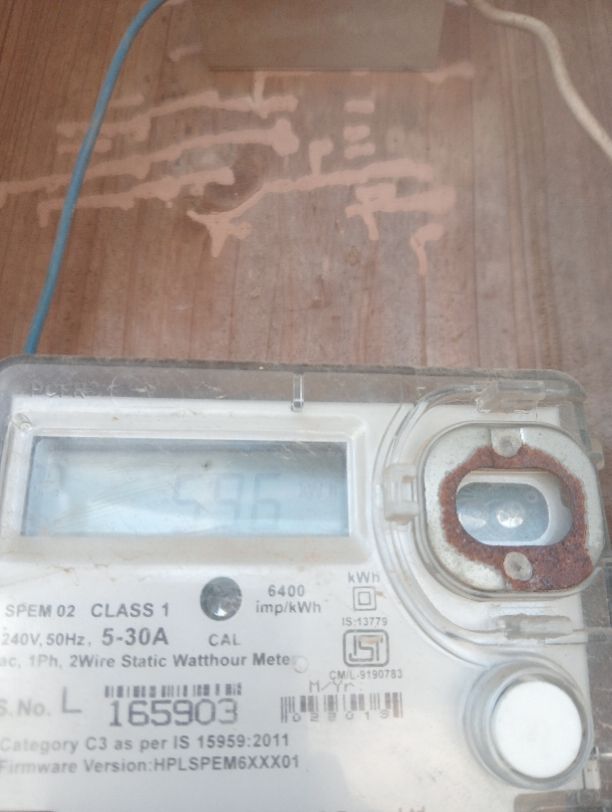 596
kWh
6400
imp/kWh
SPEM 02 CLASS 1
240V, 50Hz, 5-30A CAL
IS:13779
ac, 1Ph, 2Wire Static Watthour Meter
CM/L-9190783
M/Yr.
S.No. L 165903
022019
Category C3 as per IS 15959:2011
Firmware Version:HPLSPEM6XXX01